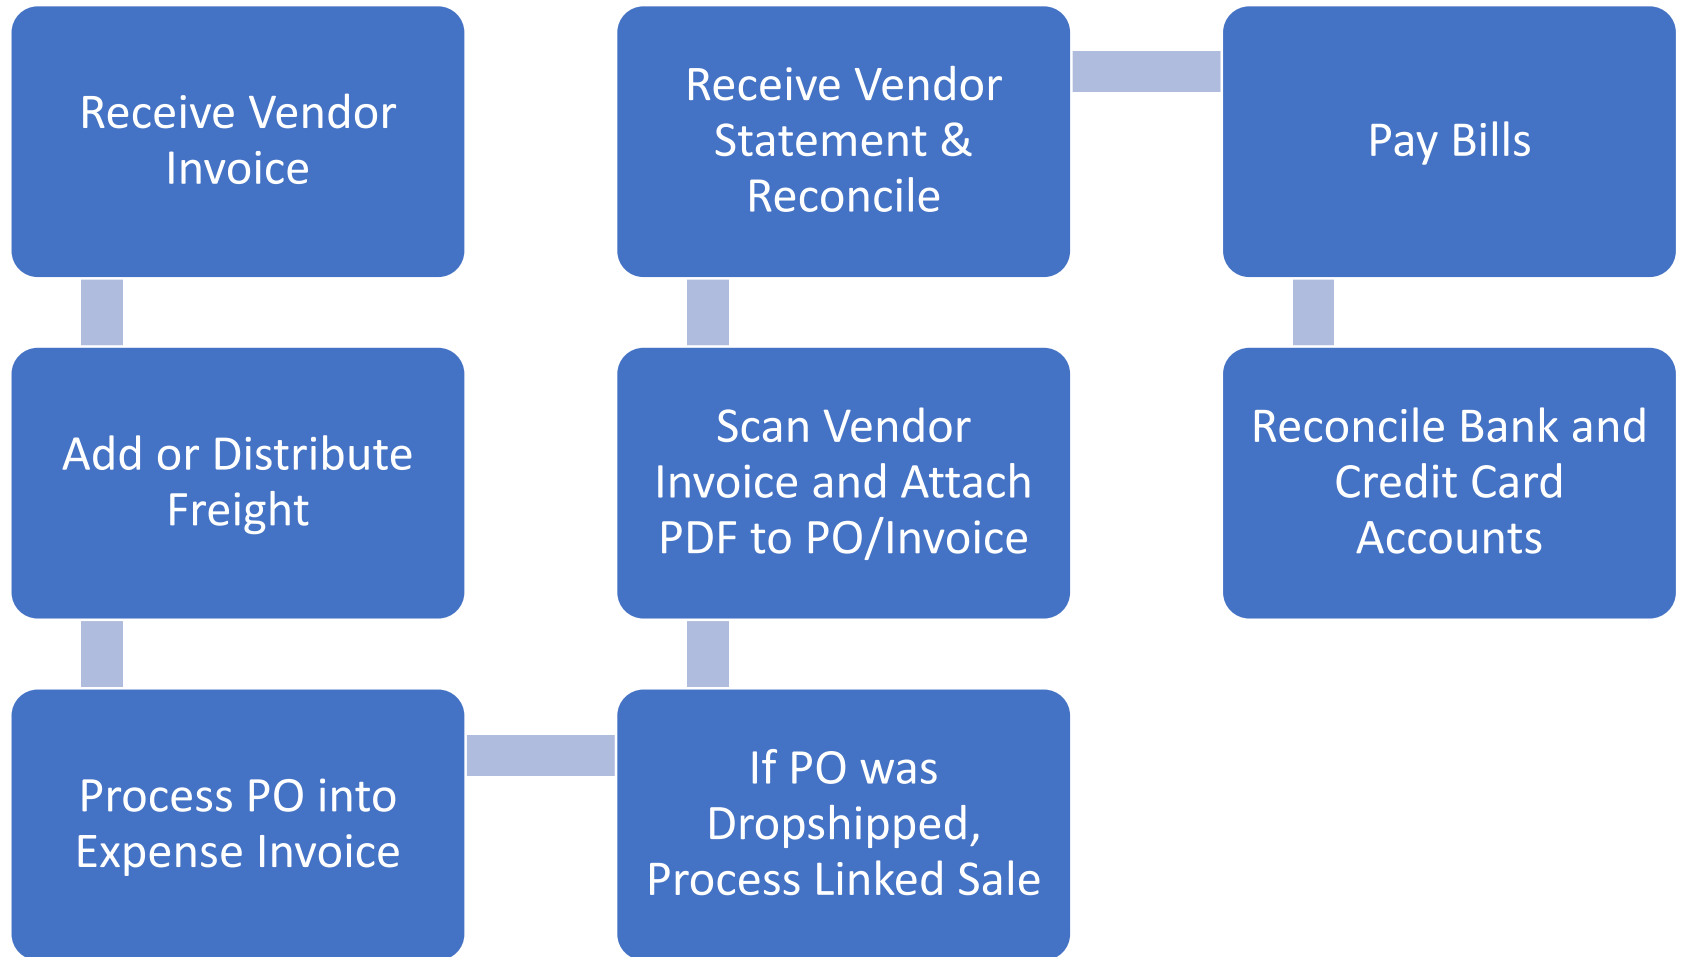 Receive Vendor
Invoice
Add or Distribute
Freight
Process PO into
Expense Invoice
If PO was
Dropshipped,
Process Linked Sale
Scan Vendor
Invoice and Attach
PDF to PO/Invoice
Receive Vendor
Statement &
Reconcile
Pay Bills
Reconcile Bank and
Credit Card
Accounts